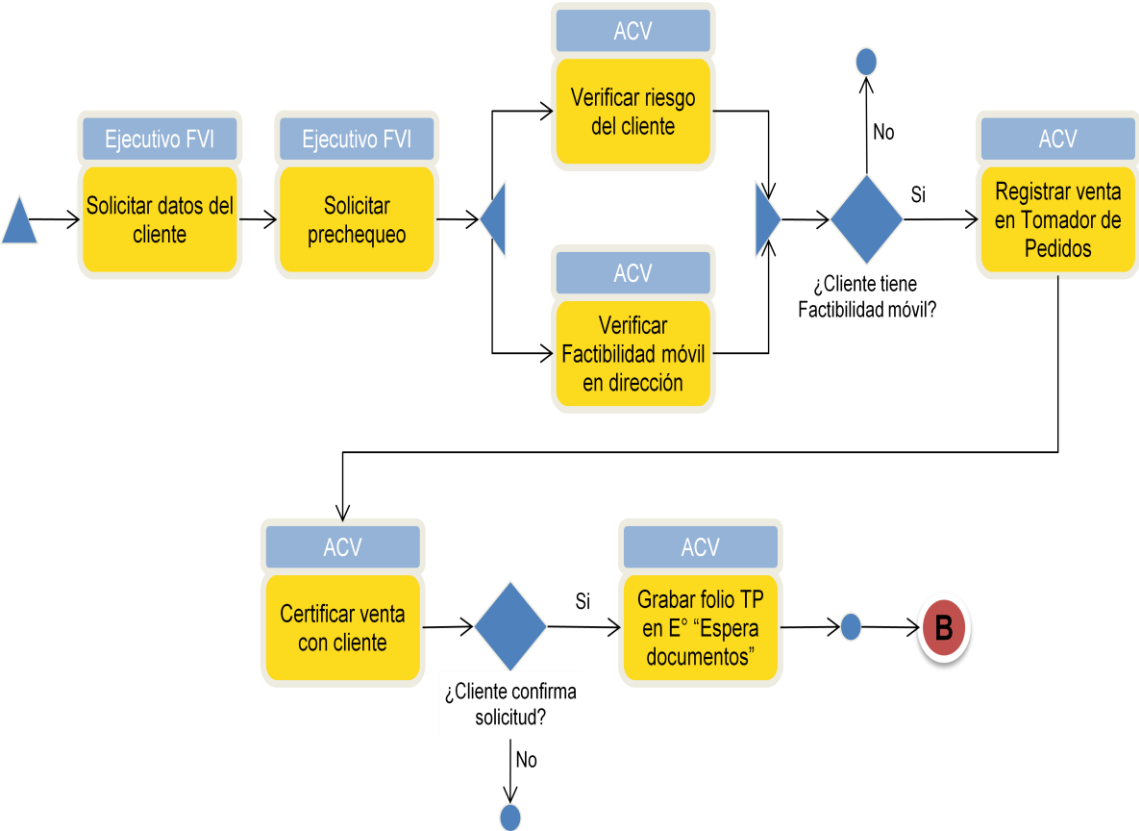 Ejecutivo FVI
Solicitar datos del
cliente
Ejecutivo FVI
Solicitar
prechequeo
ACV
Verificar riesgo
del cliente
ACV
Verificar
Factibilidad móvil
en dirección
No
Si
¿Cliente tiene
Factibilidad móvil?
ACV
Registrar venta
en Tomador de
Pedidos
ACV
Certificar venta
con cliente
Si
¿Cliente confirma
solicitud?
No
ACV
Grabar folio TP
en E° “Espera
documentos”
B